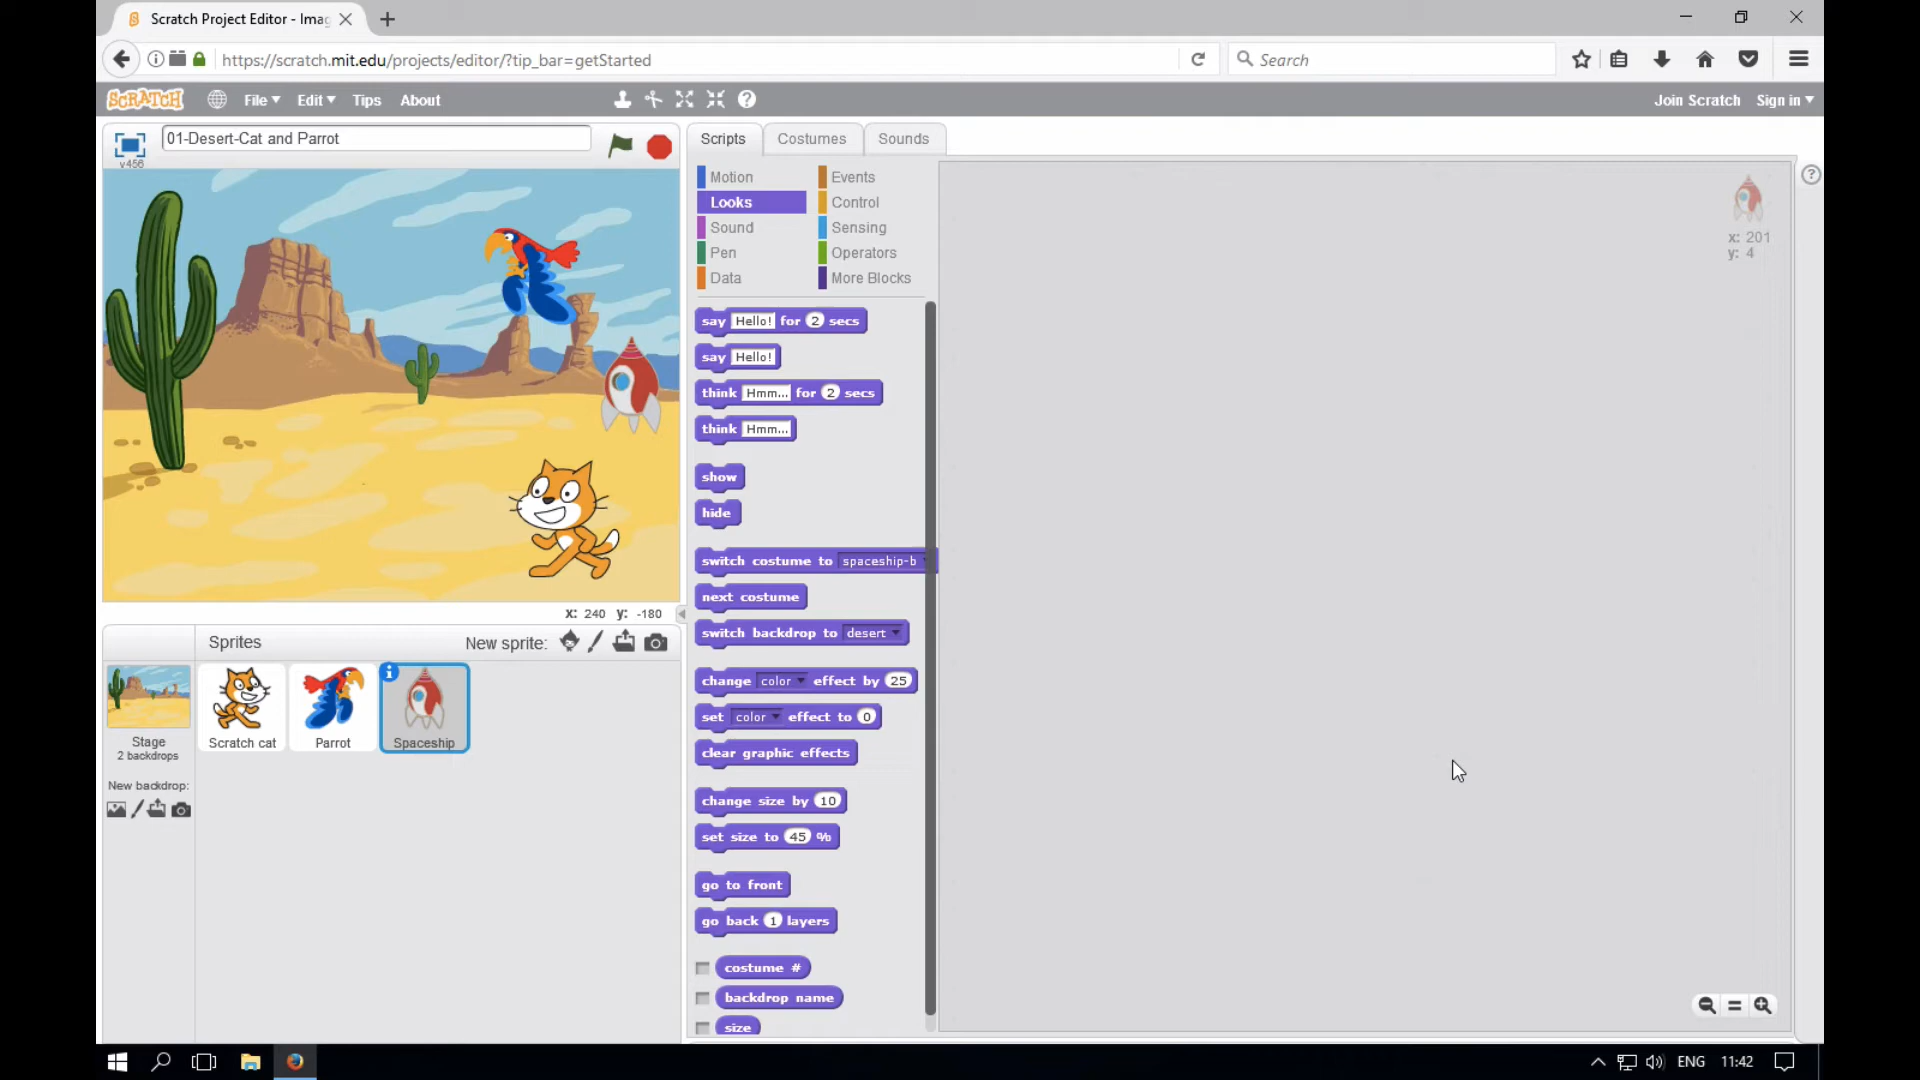 Scratch Project Editor - Imag
https://scratch.mit.edu/projects/editor/?tip_bar=getStarted
Search
SCRATCH File Edit Tips About
Join Scratch Sign in
v456
01-Desert-Cat and Parrot
Scripts Costumes Sounds
Motion Events
Looks Control
Sound Sensing
Pen Operators
Data More Blocks
x: 201
y: 4
say Hello! for 2 secs
say Hello!
think Hmm... for 2 secs
think Hmm...
show
hide
switch costume to spaceship-b
next costume
switch backdrop to desert
change color effect by 25
set color effect to 0
clear graphic effects
change size by 10
set size to 45 %
go to front
go back 1 layers
costume #
backdrop name
size
x: 240 y: -180
Sprites New sprite:
Stage
2 backdrops
New backdrop:
Scratch cat
Parrot
Spaceship
ENG 11:42